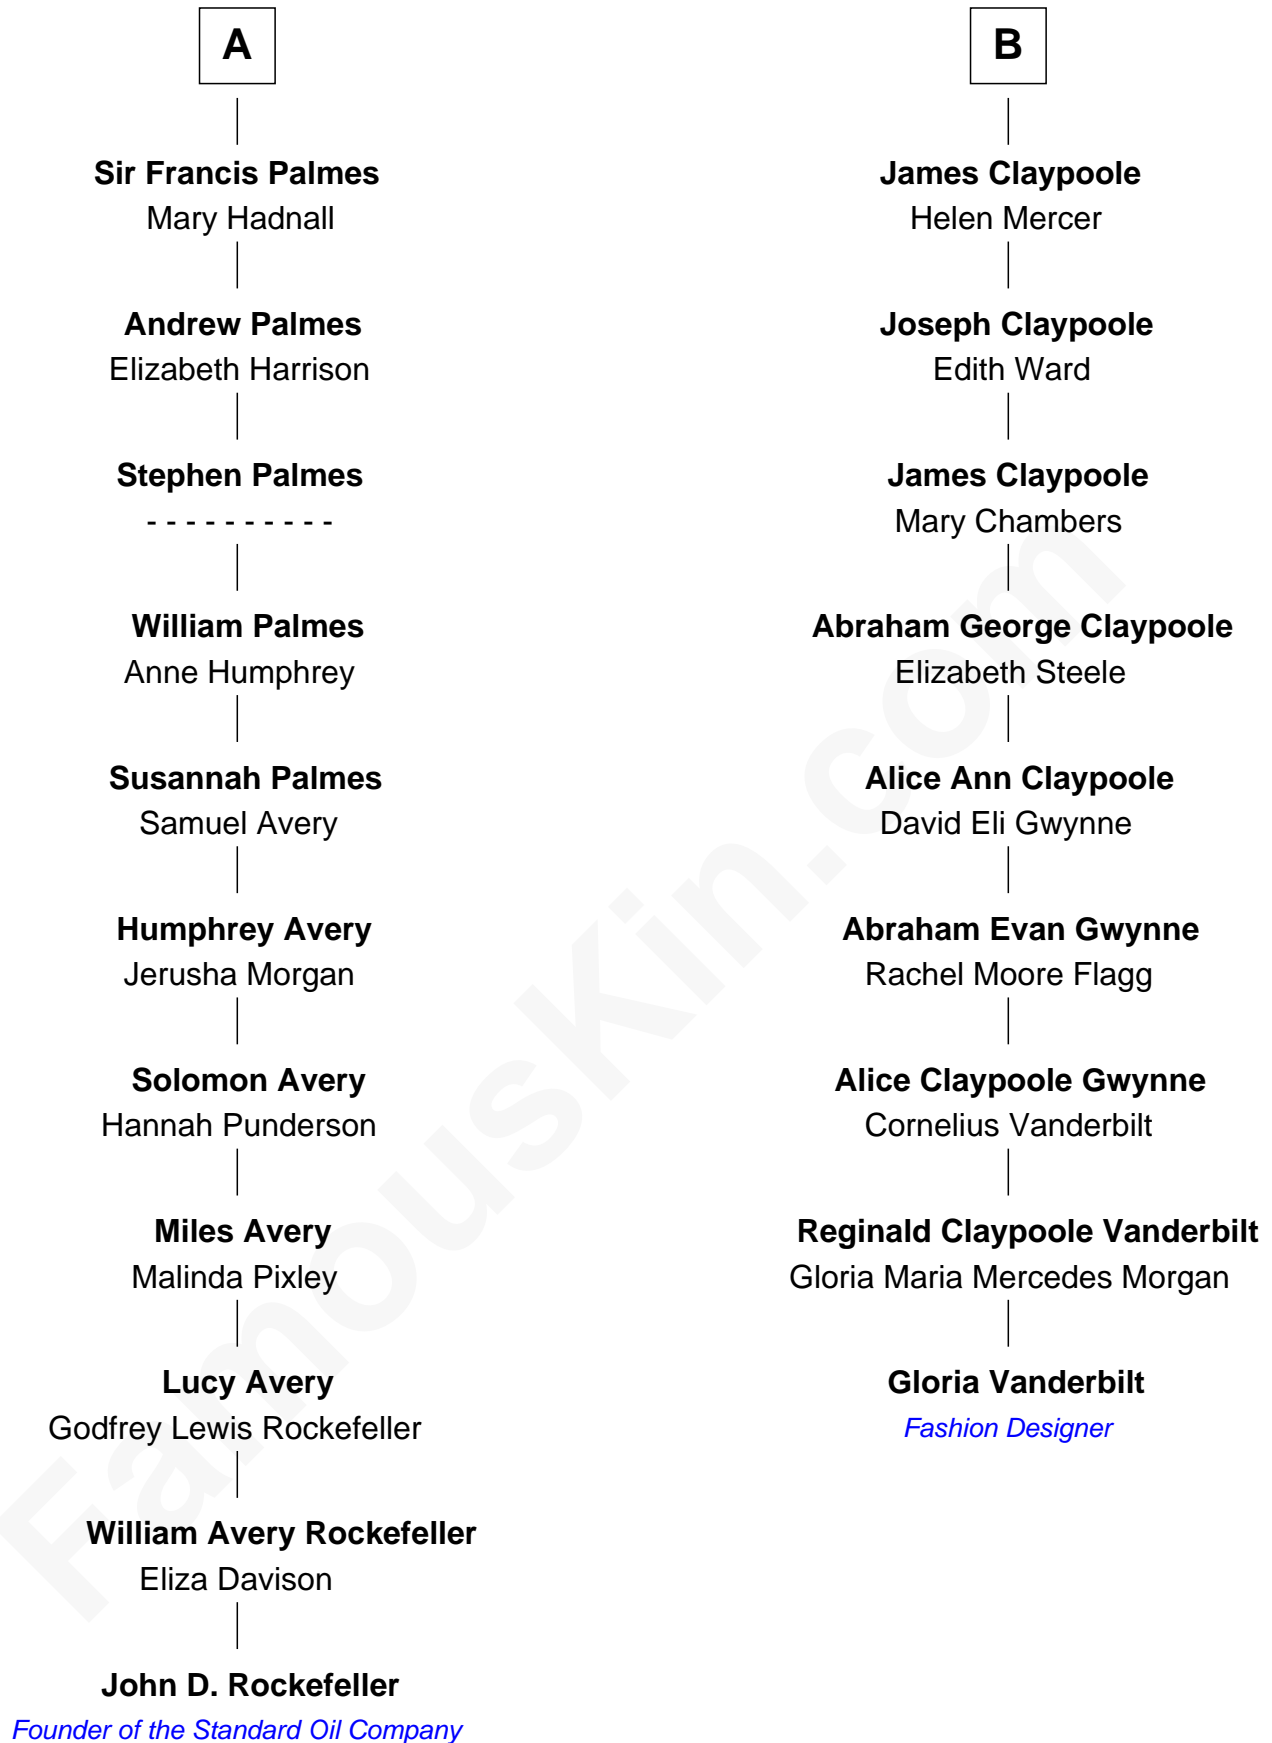 A
Sir Francis Palmes
Mary Hadnall
Andrew Palmes
Elizabeth Harrison
Stephen Palmes
- - - - - - - - - -
William Palmes
Anne Humphrey
Susannah Palmes
Samuel Avery
Humphrey Avery
Jerusha Morgan
Solomon Avery
Hannah Punderson
Miles Avery
Malinda Pixley
Lucy Avery
Godfrey Lewis Rockefeller
William Avery Rockefeller
Eliza Davison
John D. Rockefeller
Founder of the Standard Oil Company
B
James Claypoole
Helen Mercer
Joseph Claypoole
Edith Ward
James Claypoole
Mary Chambers
Abraham George Claypoole
Elizabeth Steele
Alice Ann Claypoole
David Eli Gwynne
Abraham Evan Gwynne
Rachel Moore Flagg
Alice Claypoole Gwynne
Cornelius Vanderbilt
Reginald Claypoole Vanderbilt
Gloria Maria Mercedes Morgan
Gloria Vanderbilt
Fashion Designer
FamousKin.com